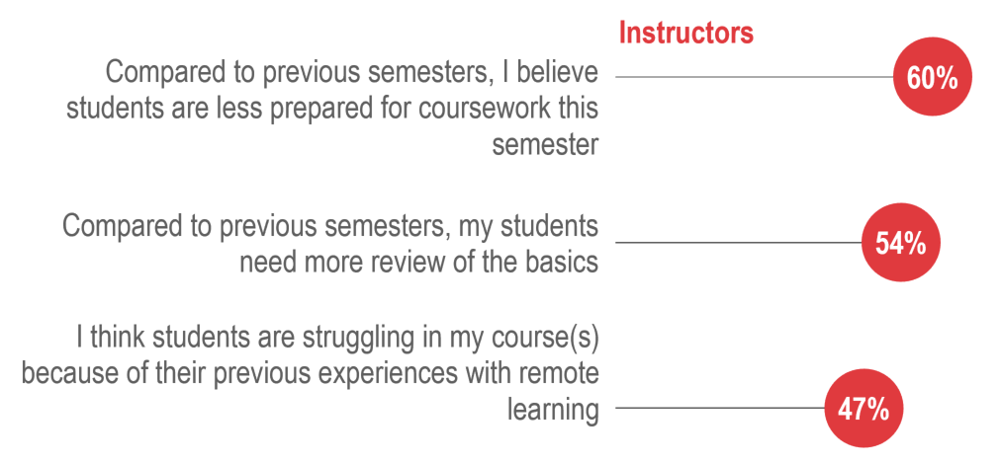 Instructors
Compared to previous semesters, I believe
students are less prepared for coursework this
semester
60%
Compared to previous semesters, my students
need more review of the basics
54%
I think students are struggling in my course(s)
because of their previous experiences with remote
learning
47%